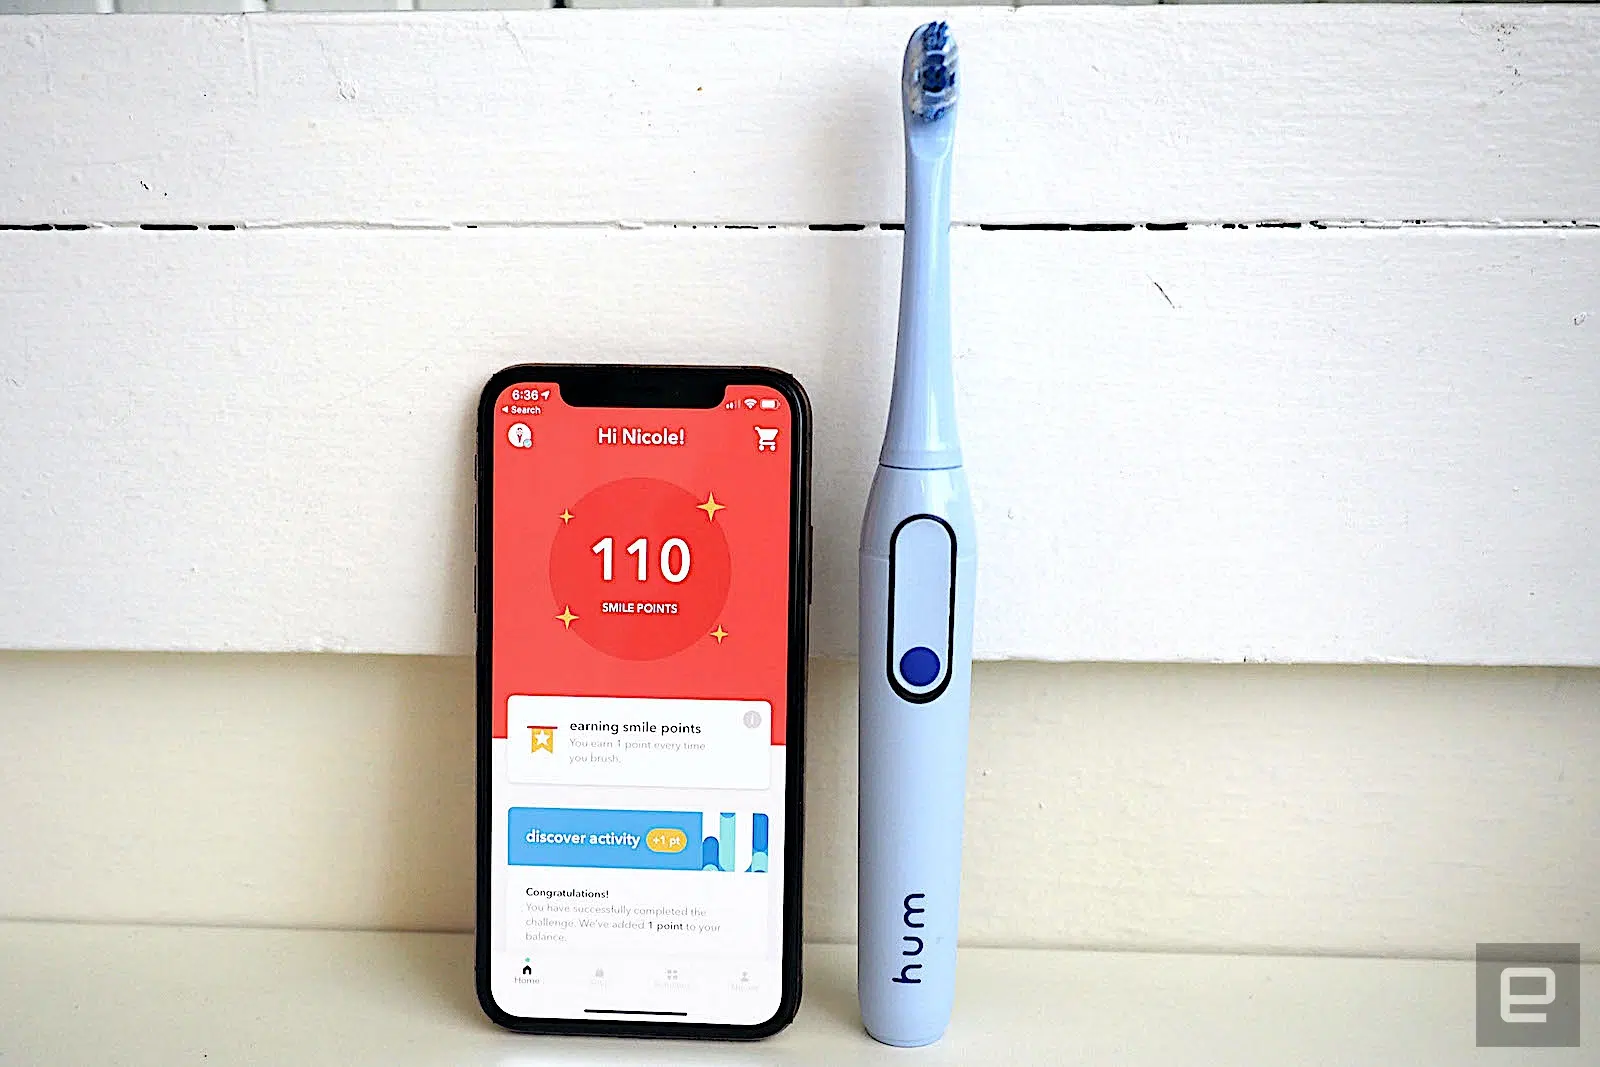 6:36
Search
Hi Nicole!
110
SMILE POINTS
earning smile points
You earn 1 point every time
you brush.
discover activity +1 pt
Congratulations!
You have successfully completed the
challenge. We've added 1 point to your
balance.
Home
hum
e